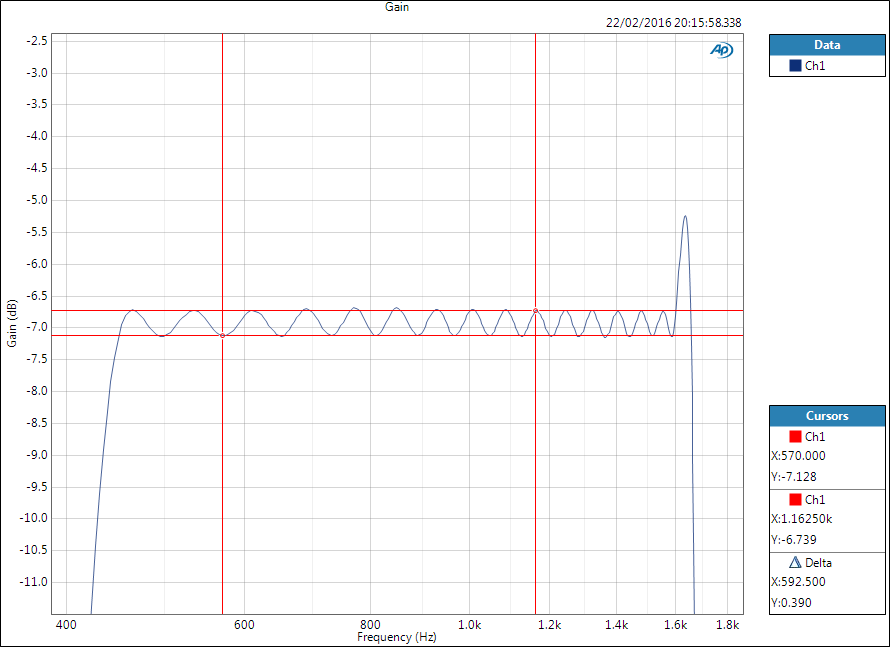 Gain
22/02/2016 20:15:58.338
AP
Data
Ch1
-2.5
-3.0
-3.5
-4.0
-4.5
-5.0
-5.5
-6.0
-6.5
-7.0
-7.5
-8.0
-8.5
-9.0
-9.5
-10.0
-10.5
-11.0
Gain (dB)
400 600 800 1.0k 1.2k 1.4k 1.6k 1.8k
Frequency (Hz)
Cursors
Ch1
X:570.000
Y:-7.128
Ch1
X:1.16250k
Y:-6.739
Delta
X:592.500
Y:0.390